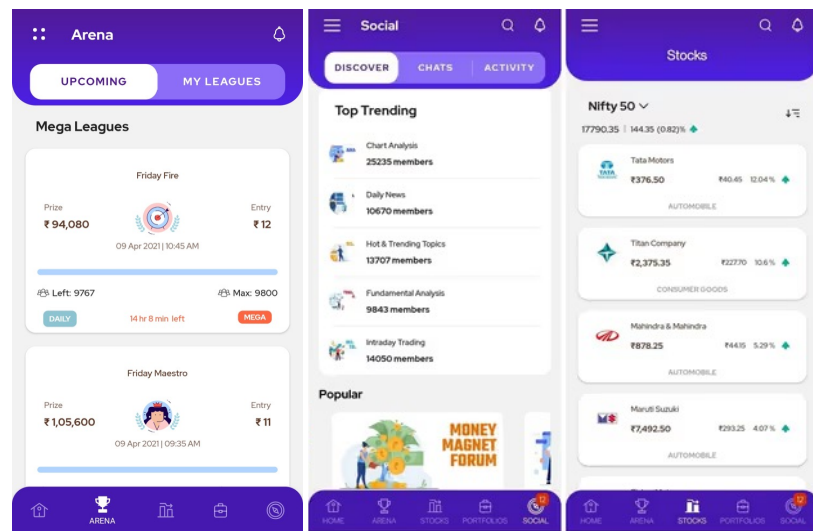 Arena
UPCOMING
MY LEAGUES
Mega Leagues
Friday Fire
Prize
Entry
₹ 94,080
₹ 12
09 Apr 2021 | 10:45 AM
Left: 9767
Max: 9800
DAILY
14 hr 8 min left
MEGA
Friday Maestro
Prize
Entry
₹ 1,05,600
₹ 11
09 Apr 2021 | 09:35 AM
ARENA
Social
DISCOVER
CHATS
ACTIVITY
Top Trending
Chart Analysis
25235 members
Daily News
10670 members
Hot & Trending Topics
13707 members
Fundamental Analysis
9843 members
Intraday Trading
14050 members
Popular
MONEY
MAGNET
FORUM
12
HOME
ARENA
STOCKS
PORTFOLIOS
SOCIAL
Stocks
Nifty 50
17790.35 | 144.35 (0.82)%
TATA
Tata Motors
₹376.50
₹40.45 12.04 %
AUTOMOBILE
Titan Company
₹2,375.35
₹227.70 10.6 %
CONSUMER GOODS
Mahindra & Mahindra
₹878.25
₹44.15 5.29 %
AUTOMOBILE
Maruti Suzuki
₹7,492.50
₹293.25 4.07 %
AUTOMOBILE
12
HOME
ARENA
STOCKS
PORTFOLIOS
SOCIAL